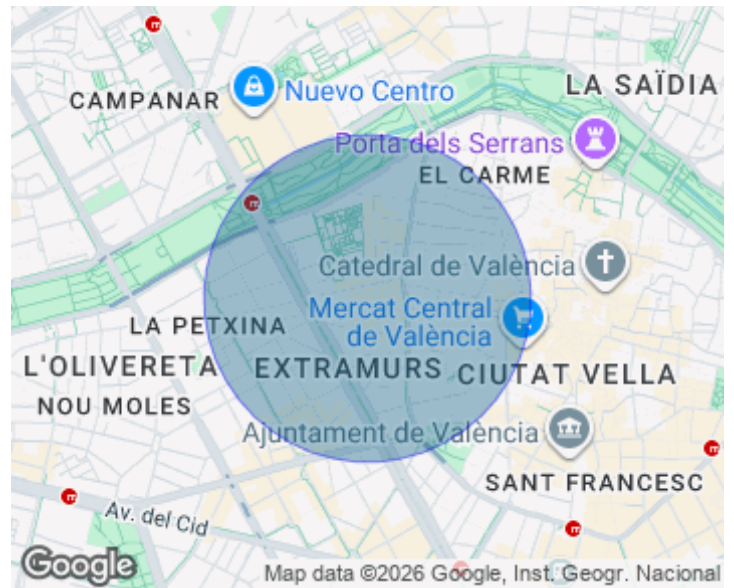 CAMPANAR
Nuevo Centro
LA SAÏDIA
Porta dels Serrans
EL CARME
Catedral de València
Mercat Central
de València
LA PETXINA
L'OLIVERETA
EXTRAMURS
CIUTAT VELLA
NOU MOLES
Ajuntament de València
SANT FRANCESC
Av. del Cid
Google
Map data ©2026 Google, Inst. Geogr. Nacional